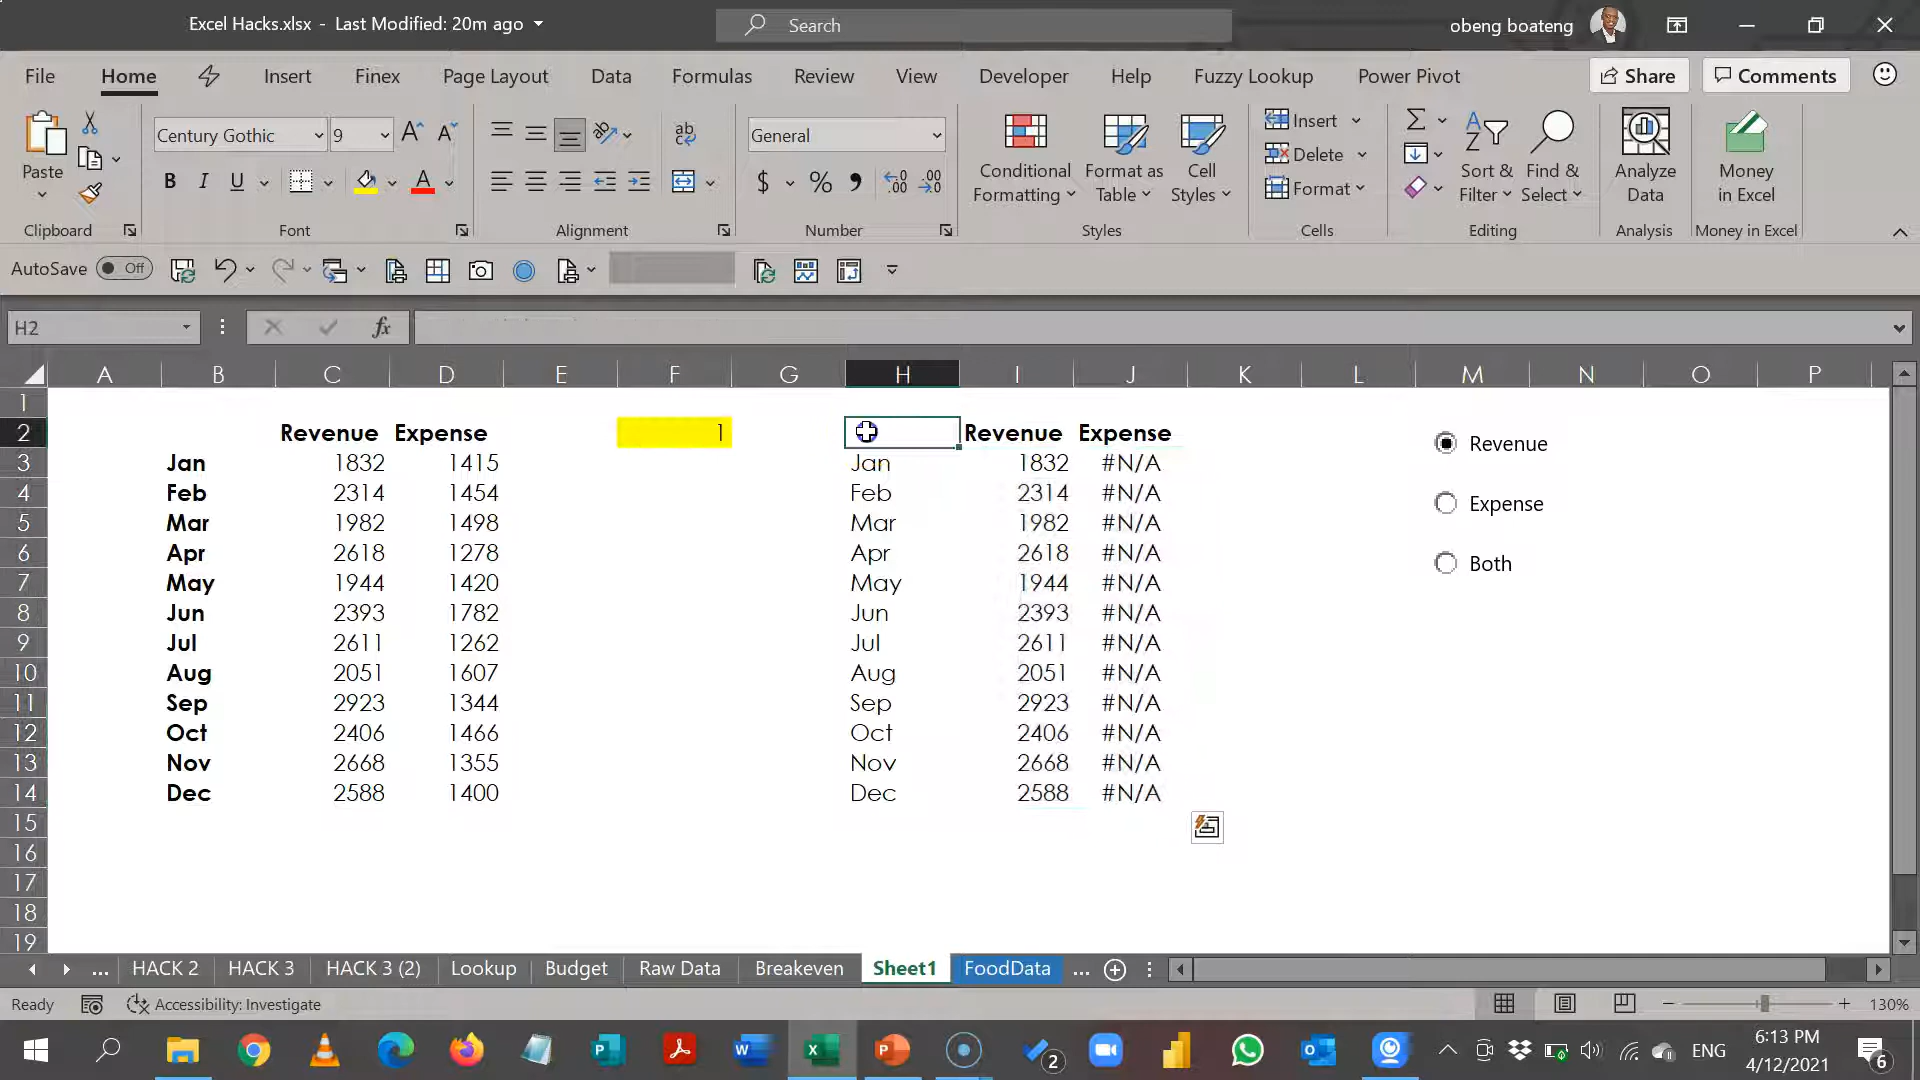 Excel Hacks.xlsx - Last Modified: 20m ago
Search
obeng boateng
File Home Insert Finex Page Layout Data Formulas Review View Developer Help Fuzzy Lookup Power Pivot Share Comments
Paste
Century Gothic 9
B I U
General
$ % ,
Conditional Formatting
Format as Table
Cell Styles
Insert
Delete
Format
Sort & Filter
Find & Select
Analyze Data
Money in Excel
Clipboard Font Alignment Number Styles Cells Editing Analysis Money in Excel
AutoSave Off
H2 fx
A B C D E F G H I J K L M N O P
1
2 Revenue Expense 1 Revenue Expense
3 Jan 1832 1415 Jan 1832 #N/A
4 Feb 2314 1454 Feb 2314 #N/A
5 Mar 1982 1498 Mar 1982 #N/A
6 Apr 2618 1278 Apr 2618 #N/A
7 May 1944 1420 May 1944 #N/A
8 Jun 2393 1782 Jun 2393 #N/A
9 Jul 2611 1262 Jul 2611 #N/A
10 Aug 2051 1607 Aug 2051 #N/A
11 Sep 2923 1344 Sep 2923 #N/A
12 Oct 2406 1466 Oct 2406 #N/A
13 Nov 2668 1355 Nov 2668 #N/A
14 Dec 2588 1400 Dec 2588 #N/A
15
16
17
18
19
Revenue
Expense
Both
... HACK 2 HACK 3 HACK 3 (2) Lookup Budget Raw Data Breakeven Sheet1 FoodData ...
Ready Accessibility: Investigate 130%
2 ENG 6:13 PM 6
4/12/2021